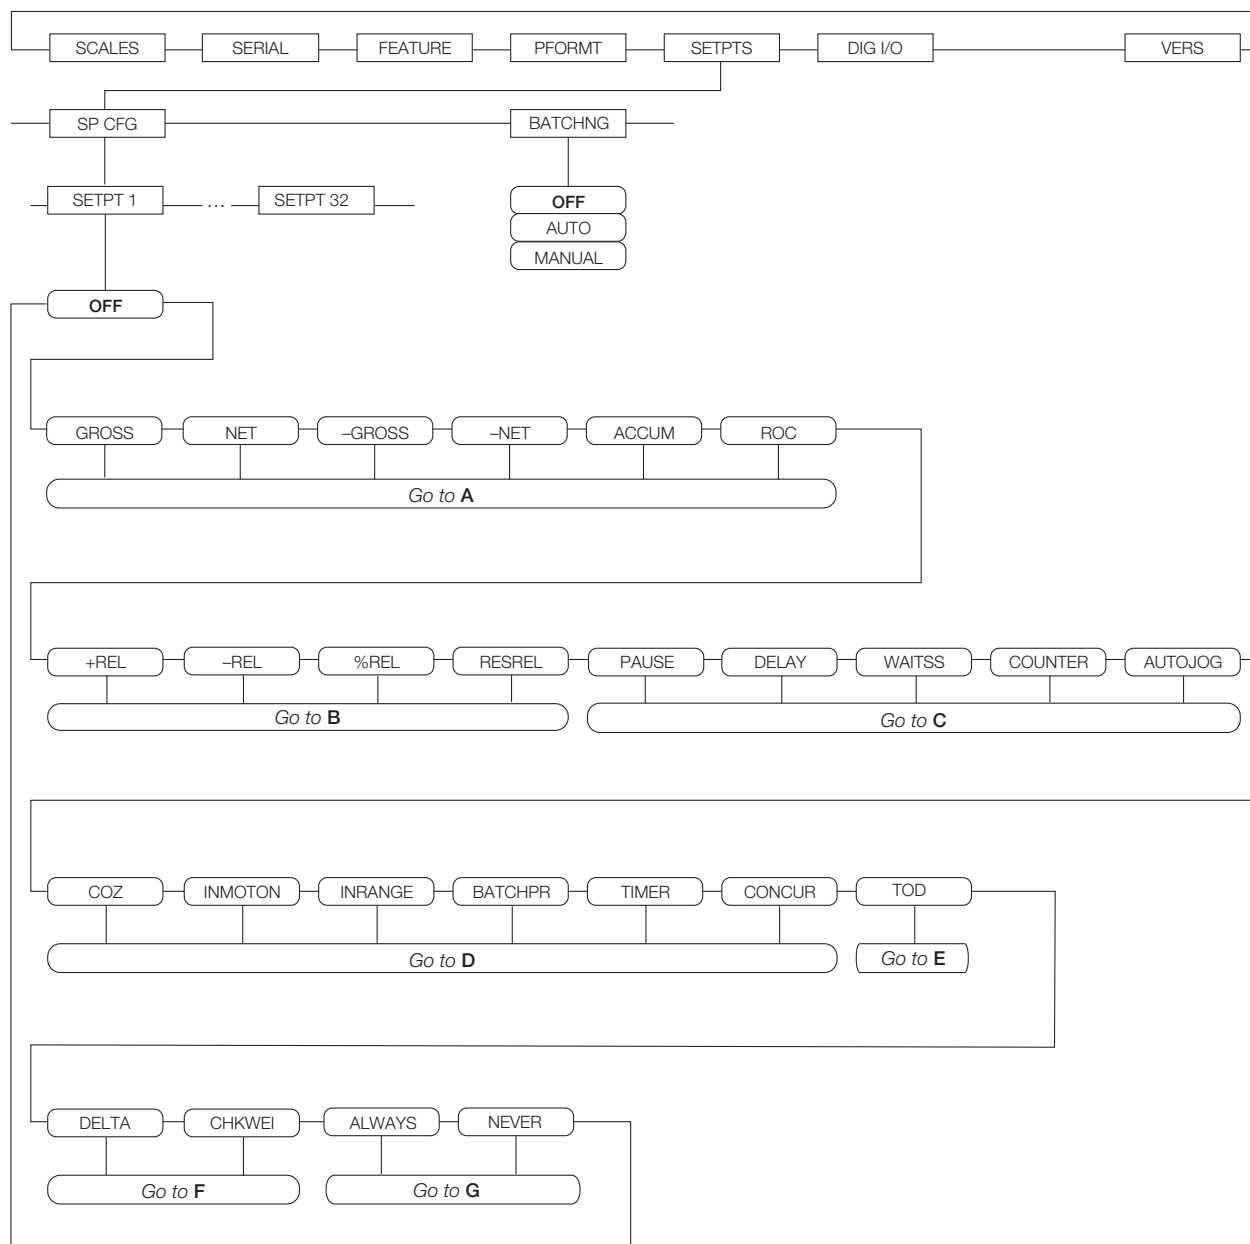 SCALES SERIAL FEATURE PFORMT SETPTS DIG I/O VERS
SP CFG BATCHNG
SETPT 1 ... SETPT 32
OFF
AUTO
MANUAL
OFF
GROSS NET –GROSS –NET ACCUM ROC
Go to A
+REL –REL %REL RESREL PAUSE DELAY WAITSS COUNTER AUTOJOG
Go to B Go to C
COZ INMOTON INRANGE BATCHPR TIMER CONCUR TOD
Go to D Go to E
DELTA CHKWEI ALWAYS NEVER
Go to F Go to G